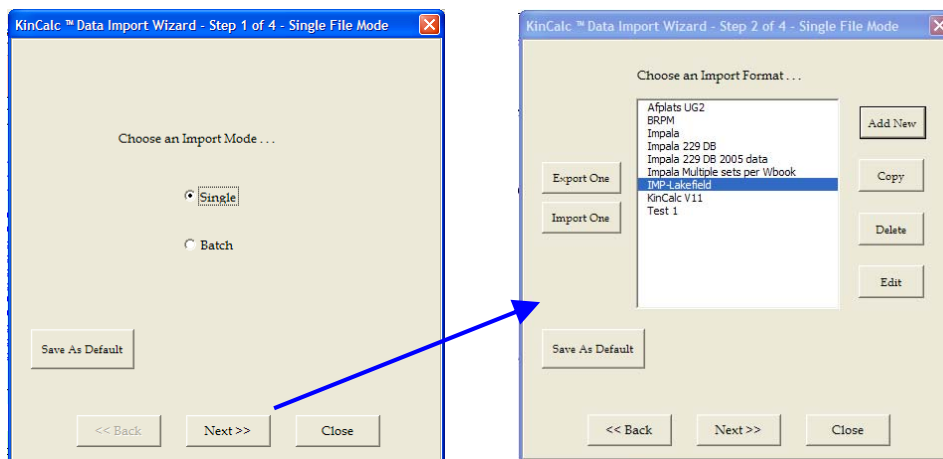 KinCalc ™ Data Import Wizard - Step 1 of 4 - Single File Mode
Choose an Import Mode . . .
Single
Batch
Save As Default
<< Back
Next >>
Close
KinCalc ™ Data Import Wizard - Step 2 of 4 - Single File Mode
Choose an Import Format . . .
Afplats UG2
BRPM
Impala
Impala 229 DB
Impala 229 DB 2005 data
Impala Multiple sets per Wbook
IMP-Lakefield
KinCalc V11
Test 1
Export One
Import One
Add New
Copy
Delete
Edit
Save As Default
<< Back
Next >>
Close